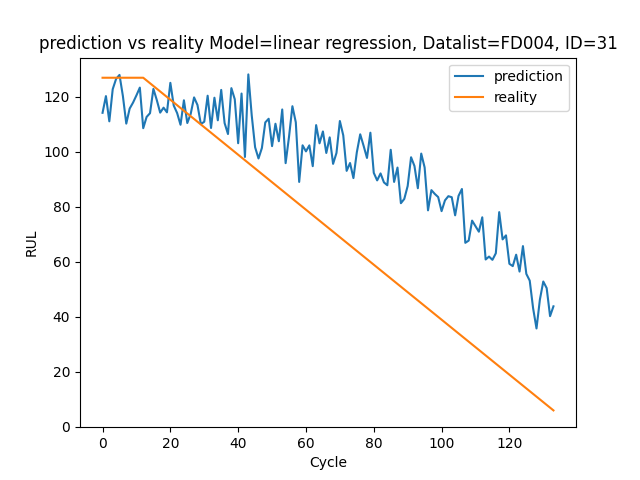 prediction vs reality Model=linear regression, Datalist=FD004, ID=31
prediction
reality
120
100
80
60
40
20
0
RUL
0 20 40 60 80 100 120
Cycle